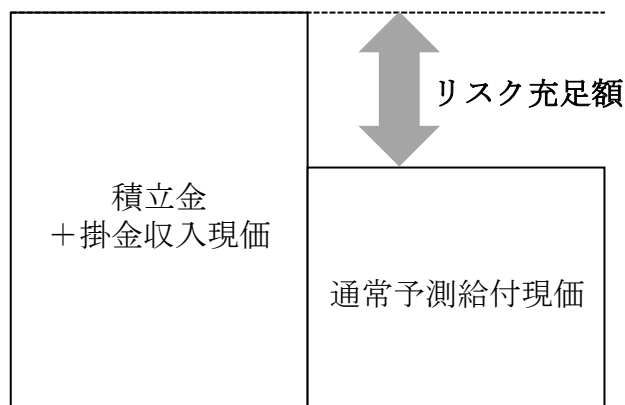 リスク充足額
積立金
＋掛金収入現価
通常予測給付現価